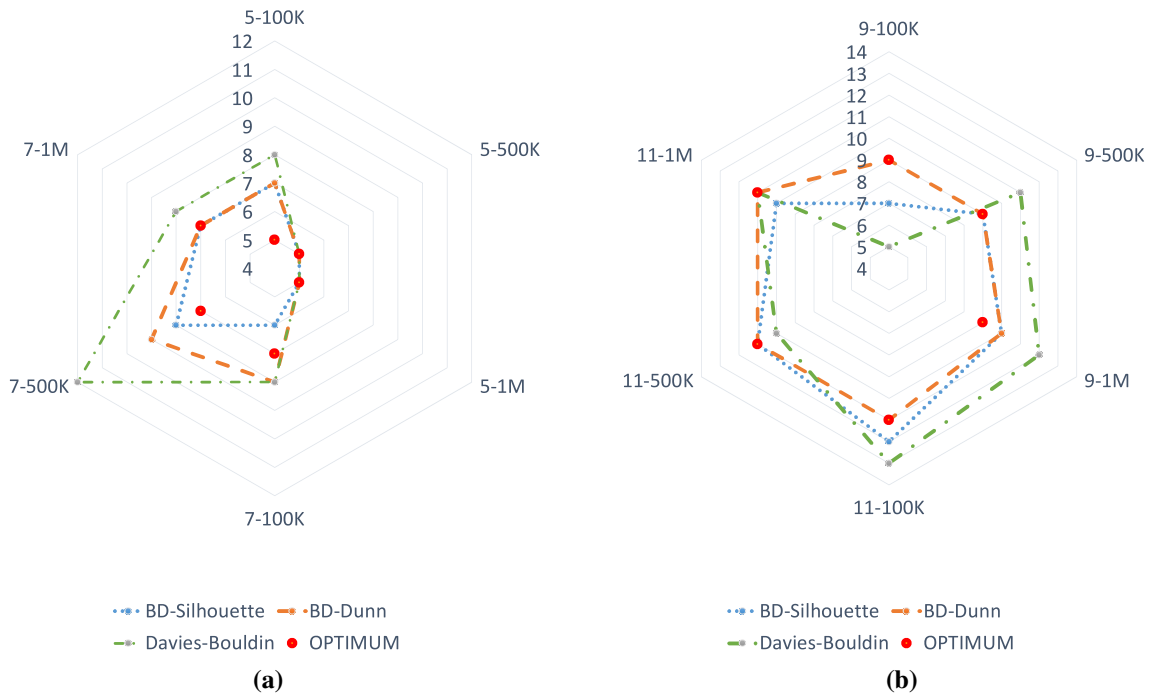 5-100K
12
11
10
9
8
7
6
5
4
5-500K
5-1M
7-100K
7-500K
7-1M
BD-Silhouette BD-Dunn
Davies-Bouldin OPTIMUM
(a)
9-100K
14
13
12
11
10
9
8
7
6
5
4
9-500K
9-1M
11-100K
11-500K
11-1M
BD-Silhouette BD-Dunn
Davies-Bouldin OPTIMUM
(b)